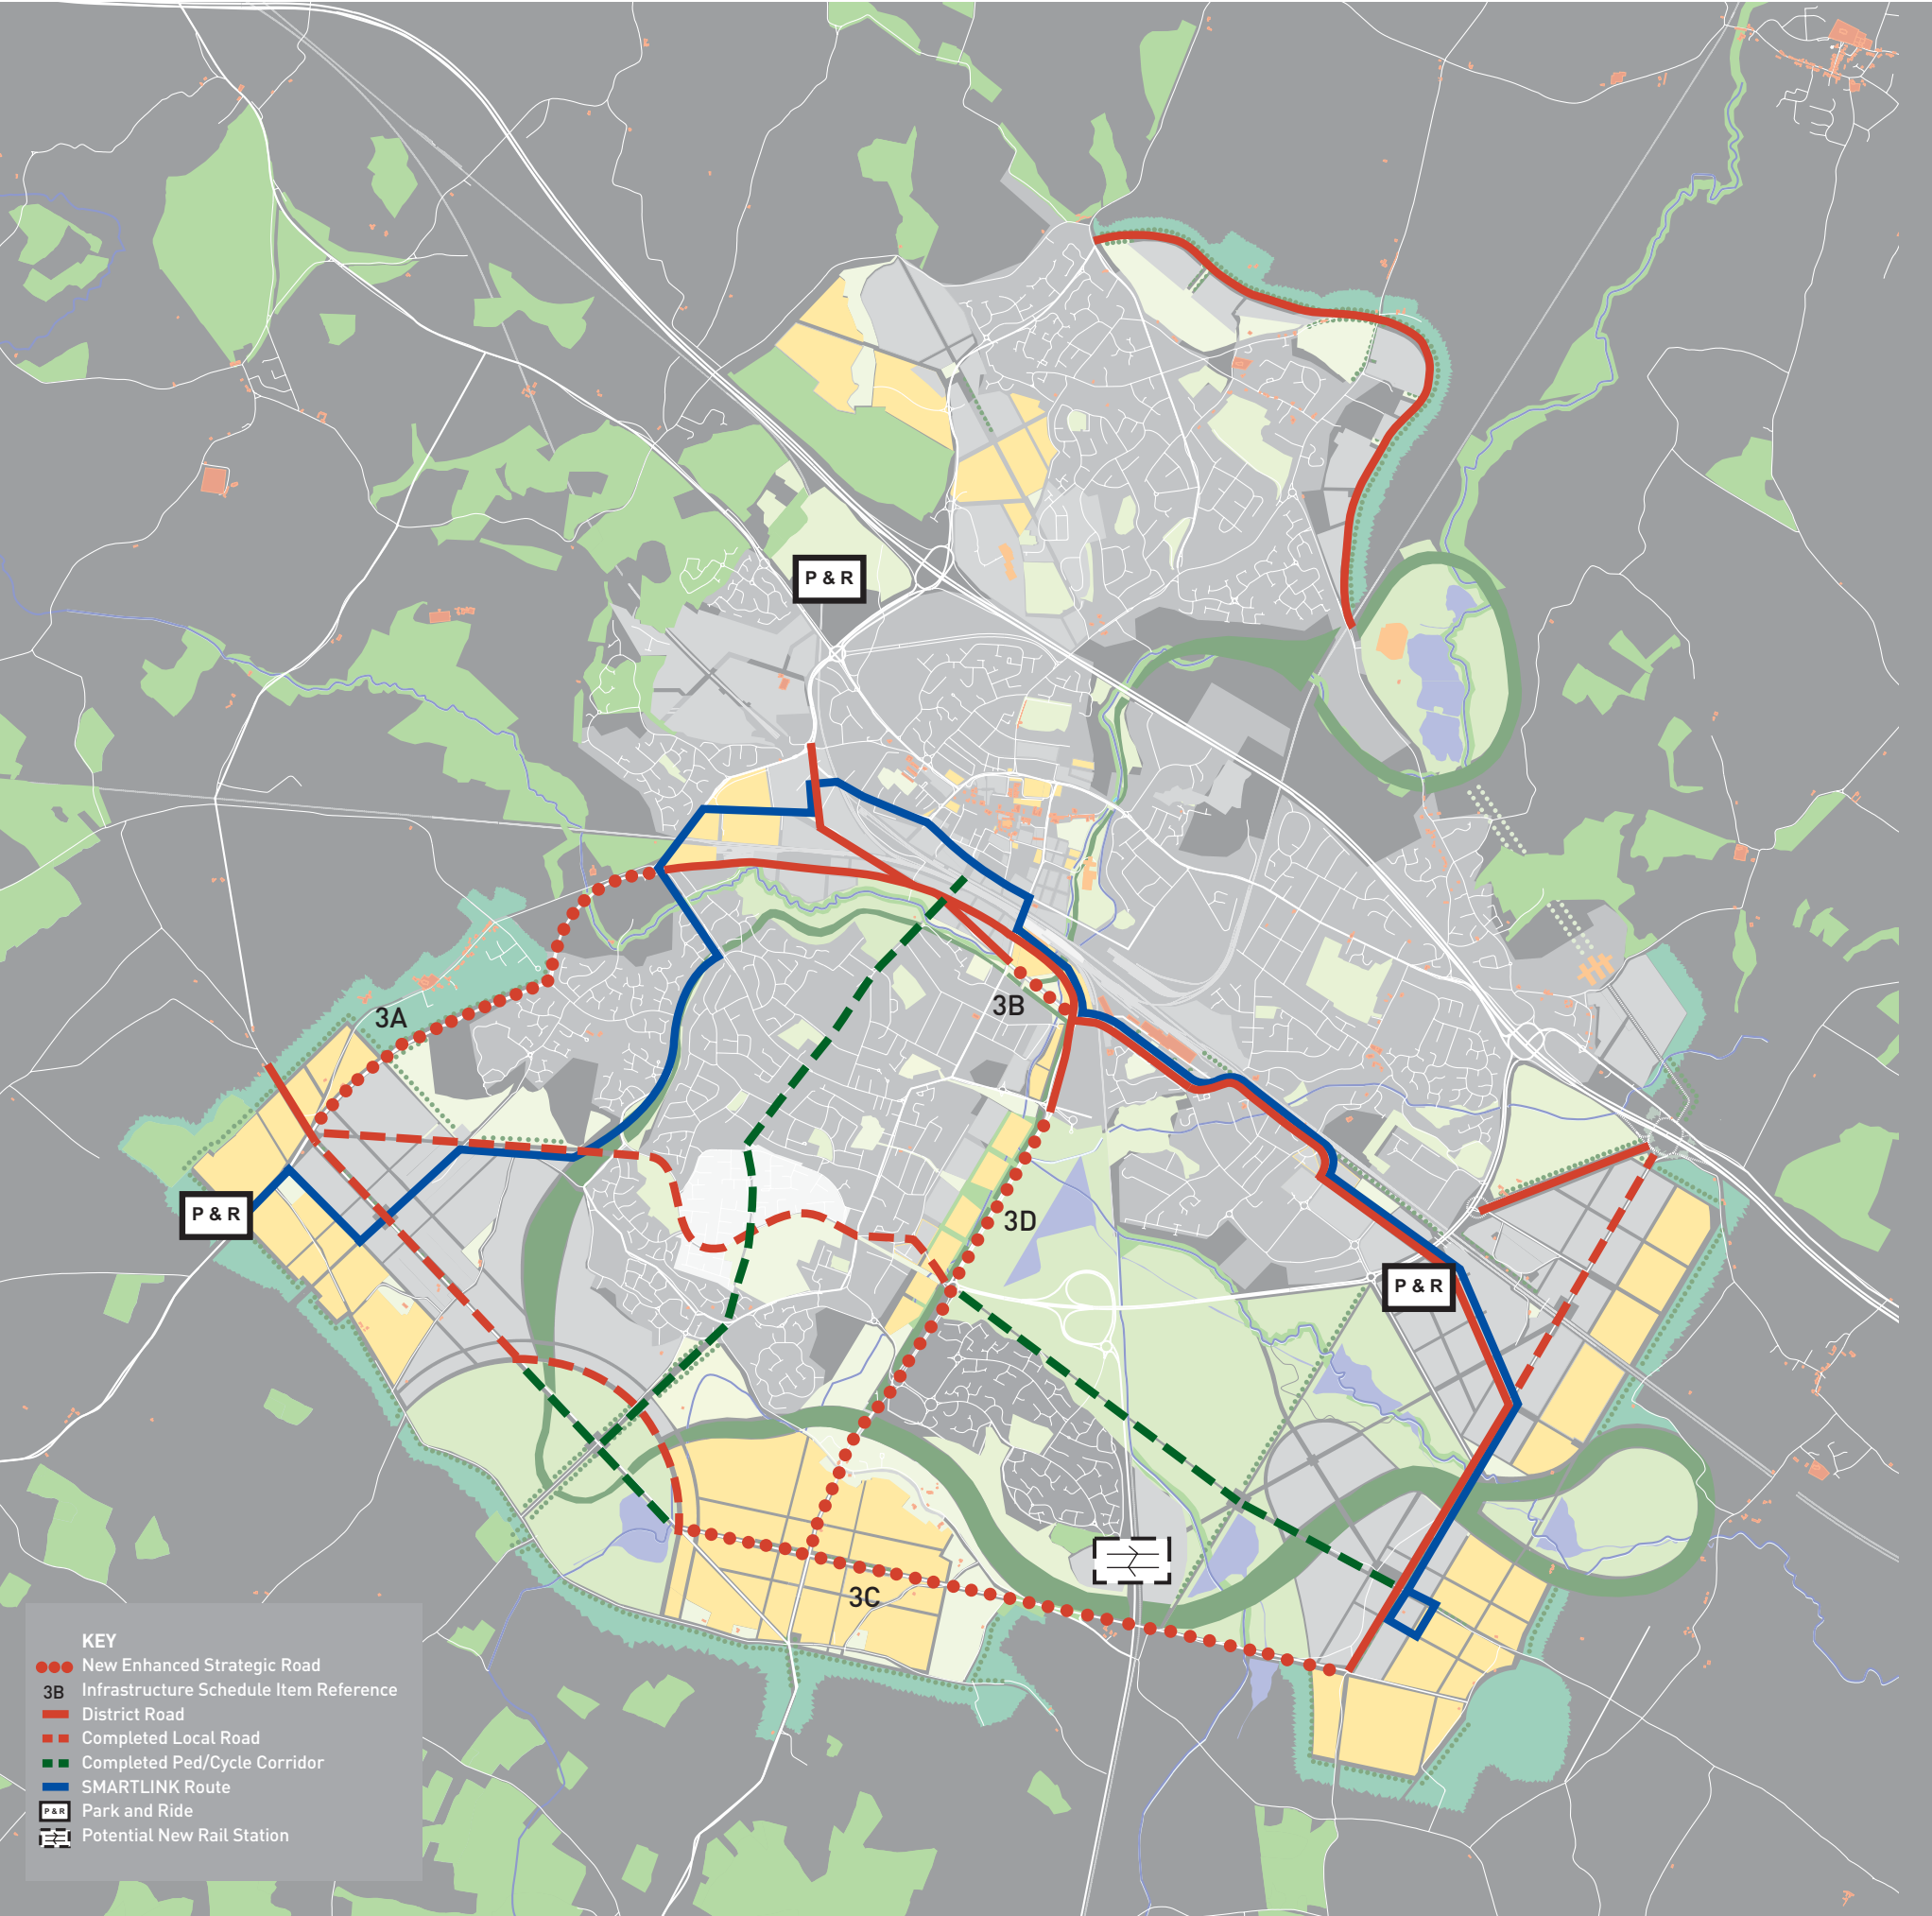 P & R
3A
3B
P & R
3D
P & R
3C
KEY
New Enhanced Strategic Road
3B Infrastructure Schedule Item Reference
District Road
Completed Local Road
Completed Ped/Cycle Corridor
SMARTLINK Route
P & R Park and Ride
Potential New Rail Station